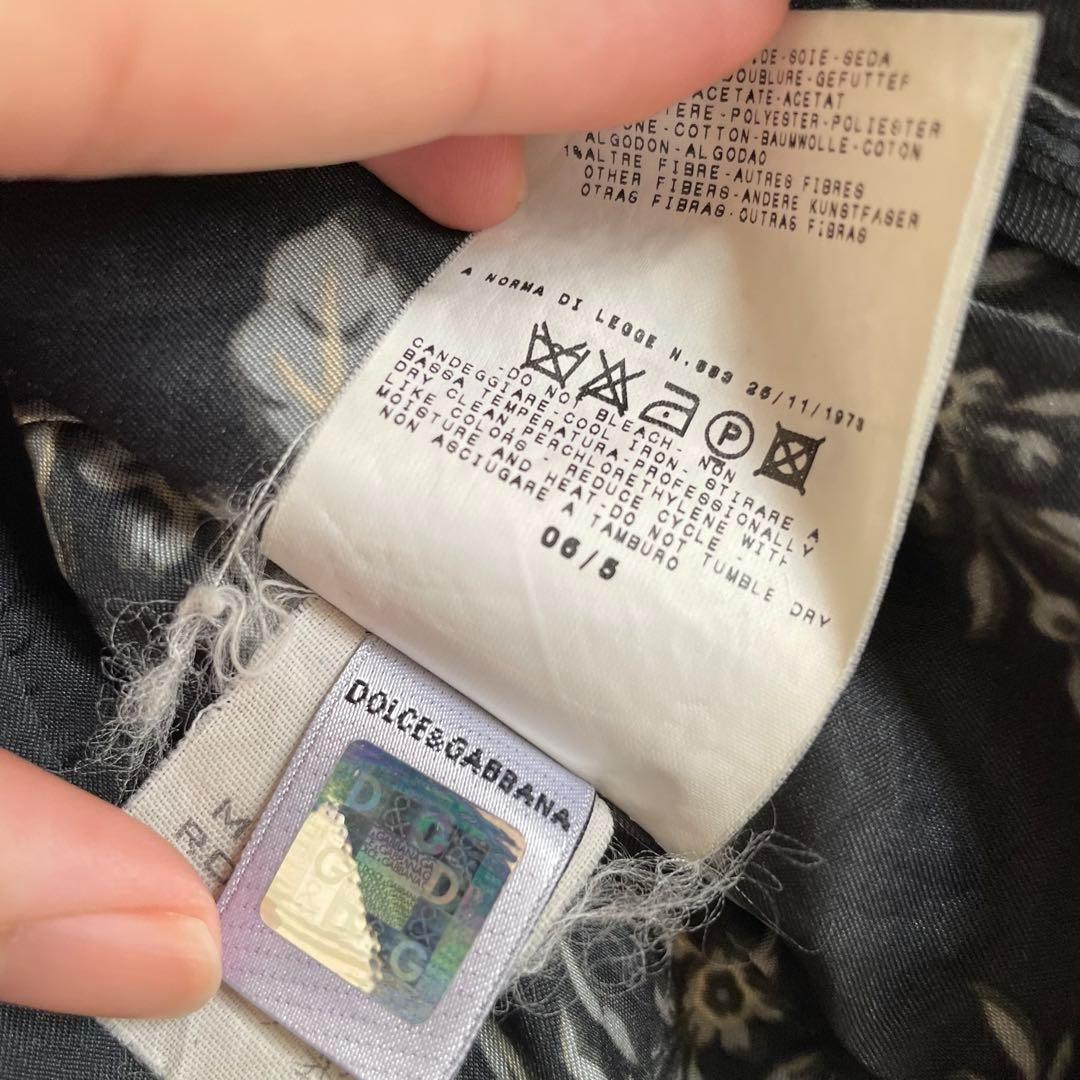 DE-SOIE-SEDA
DOUBLURE-GEFUTTEF
ACETATE-ACETAT
ERE-POLYESTER-POLIESTER
ONE-COTTON-BAUMWOLLE-COTON
ALGODON-ALGODAO
1%ALTRE FIBRE-AUTRES FIBRES
OTHER FIBERS-ANDERE KUNSTFASER
OTRAS FIBRAS-OUTRAS FIBRAS
A NORMA DI LEGGE N.883 26/11/1973
P
-DO NOT BLEACH- NON
CANDEGGIARE-COOL IRON- STIRARE A
BASSA TEMPERATURA-PROFESSIONALLY
DRY CLEAN PERCHLORETHYLENE WITH
LIKE COLORS - REDUCE CYCLE
MOISTURE AND HEAT-DO NOT TUMBLE DRY
NON ASCIUGARE A TAMBURO
06/5
DOLCE&GABBANA
D&G
D&G